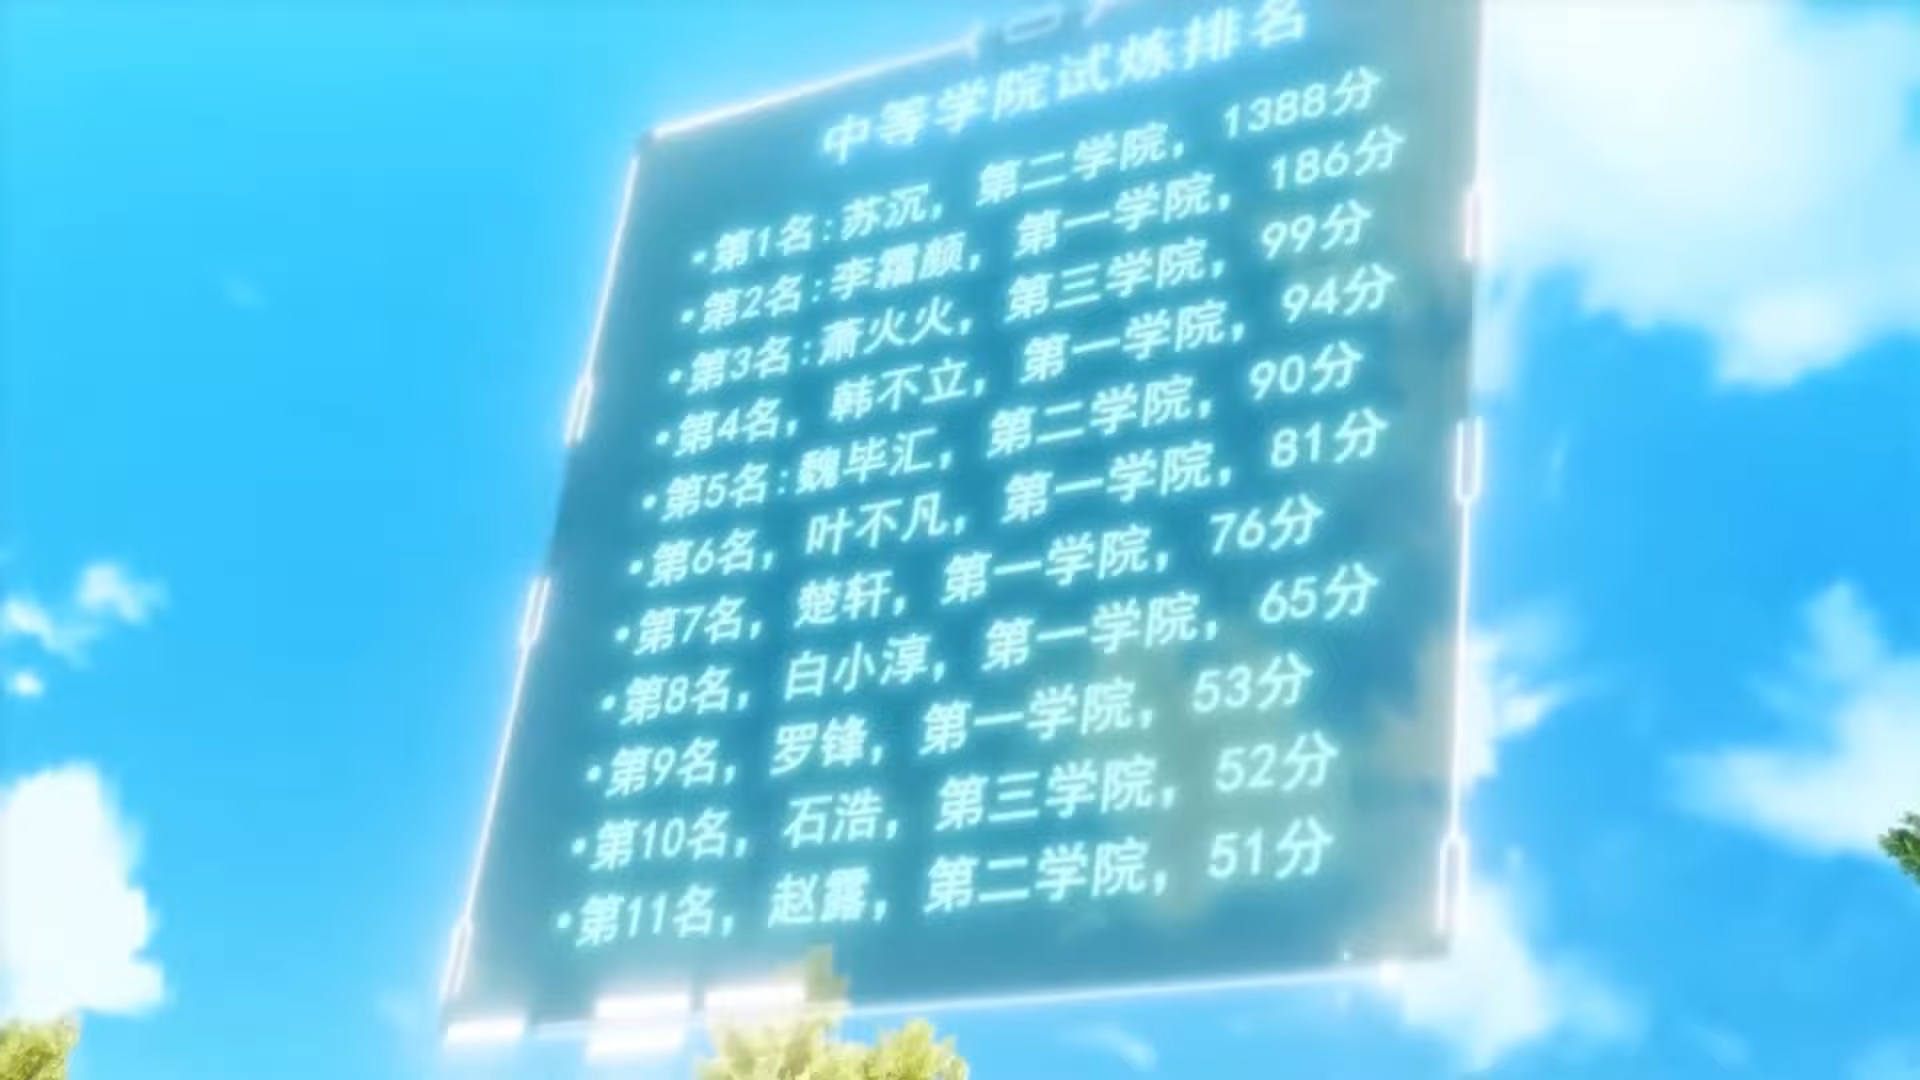 中等学院试炼排名
·第1名:苏沉，第二学院，1388分
·第2名:李霜颜，第一学院，186分
·第3名:萧火火，第三学院，99分
·第4名，韩不立，第一学院，94分
·第5名:魏毕汇，第二学院，90分
·第6名，叶不凡，第一学院，81分
·第7名，楚轩，第一学院，76分
·第8名，白小淳，第一学院，65分
·第9名，罗锋，第一学院，53分
·第10名，石浩，第三学院，52分
·第11名，赵露，第二学院，51分